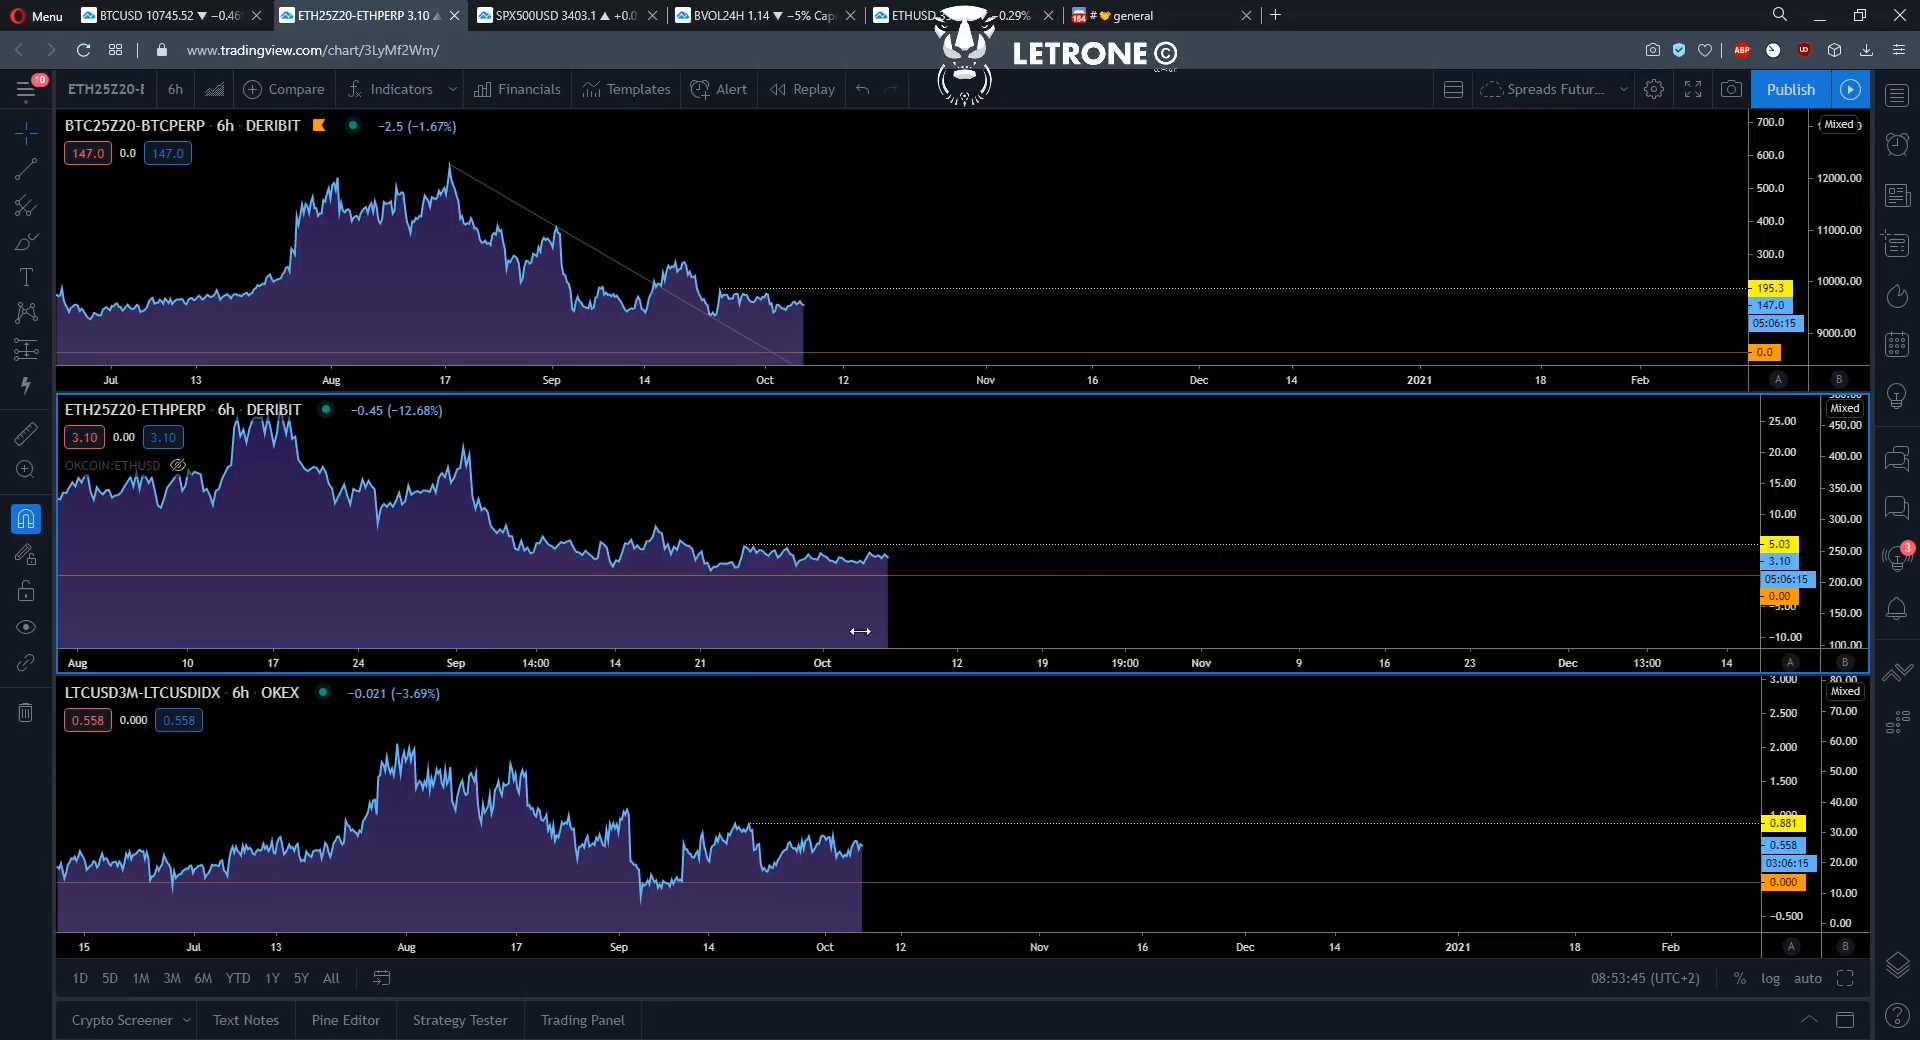 Menu
BTCUSD 10745.52 ▼ −0.46
ETH25Z20-ETHPERP 3.10
SPX500USD 3403.1 ▲ +0.0
BVOL24H 1.14 ▼ −5% Cap
ETHUSD 35 −0.29%
164 # general
www.tradingview.com/chart/3LyMf2Wm/
LETRONE ©
ABP
10
ETH25Z20-E 6h Compare Indicators Financials Templates Alert Replay Spreads Futur... Publish
BTC25Z20-BTCPERP · 6h · DERIBIT −2.5 (−1.67%)
147.0 0.0 147.0
700.0
600.0
500.0
400.0
300.0
195.3
147.0
05:06:15
0.0
Mixed
12000.00
11000.00
10000.00
9000.00
Jul 13 Aug 17 Sep 14 Oct 12 Nov 16 Dec 14 2021 18 Feb A B
ETH25Z20-ETHPERP · 6h · DERIBIT −0.45 (−12.68%)
3.10 0.00 3.10
OKCOIN:ETHUSD
25.00
20.00
15.00
10.00
5.03
3.10
05:06:15
0.00
−5.00
−10.00
Mixed
450.00
400.00
350.00
300.00
250.00
200.00
150.00
100.00
Aug 10 17 24 Sep 14:00 14 21 Oct 12 19 19:00 Nov 9 16 23 Dec 13:00 14 A B
LTCUSD3M-LTCUSDIDX · 6h · OKEX −0.021 (−3.69%)
0.558 0.000 0.558
3.000
2.500
2.000
1.500
1.000
0.881
0.558
03:06:15
0.000
−0.500
80.00
Mixed
70.00
60.00
50.00
40.00
30.00
20.00
10.00
0.00
15 Jul 13 Aug 17 Sep 14 Oct 12 Nov 16 Dec 14 2021 18 Feb A B
1D 5D 1M 3M 6M YTD 1Y 5Y All 08:53:45 (UTC+2) % log auto
Crypto Screener Text Notes Pine Editor Strategy Tester Trading Panel
3